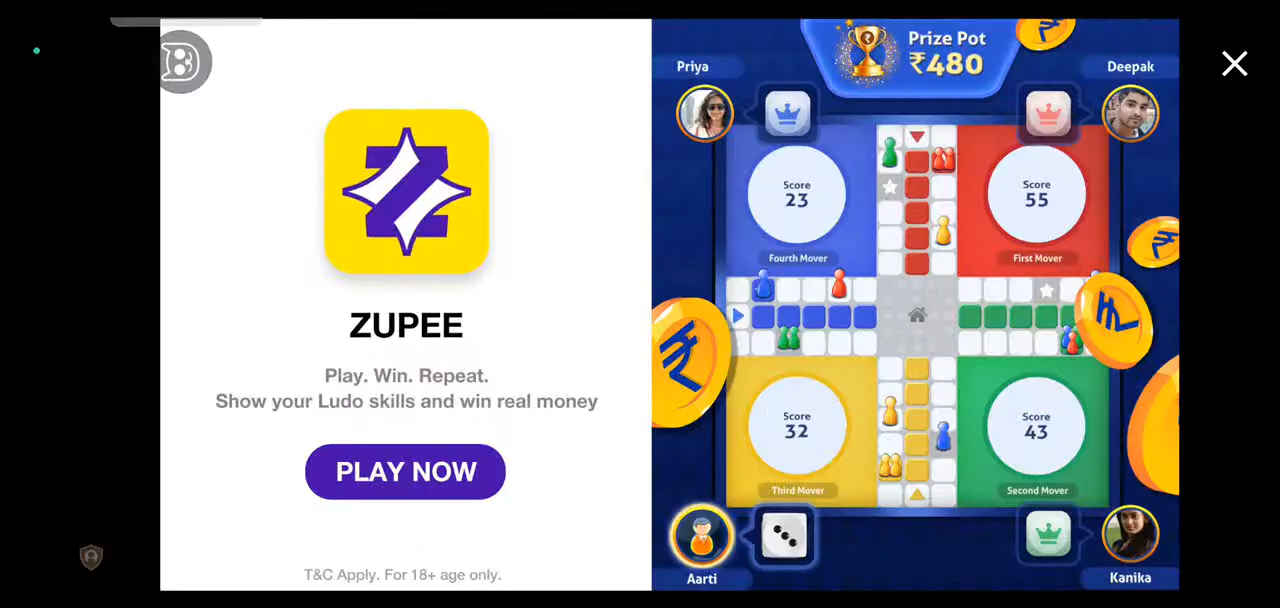 ZUPEE
Play. Win. Repeat.
Show your Ludo skills and win real money
PLAY NOW
T&C Apply. For 18+ age only.
Prize Pot
₹480
Priya
Deepak
Score
23
Fourth Mover
Score
55
First Mover
Score
32
Third Mover
Score
43
Second Mover
Aarti
Kanika